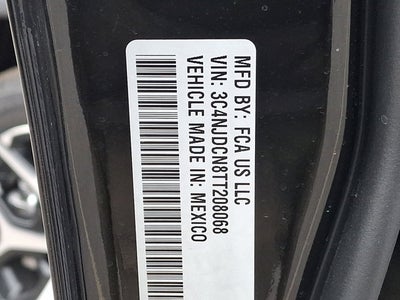 MFD BY: FCA US LLC
VIN: 3C4NJDCN8TT208068
VEHICLE MADE IN: MEXICO